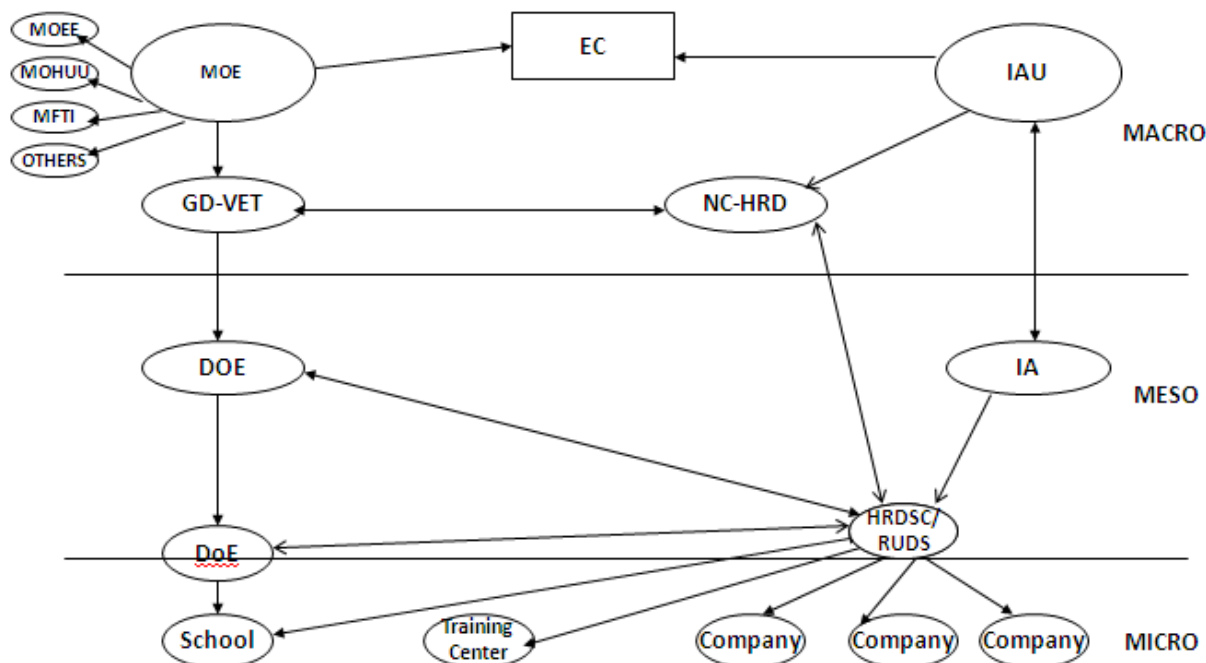 MOEE
MOHUU
MFTI
OTHERS
MOE
EC
IAU
MACRO
GD-VET
NC-HRD
DOE
IA
MESO
HRDSC/
RUDS
DoE
School
Training
Center
Company
Company
Company
MICRO